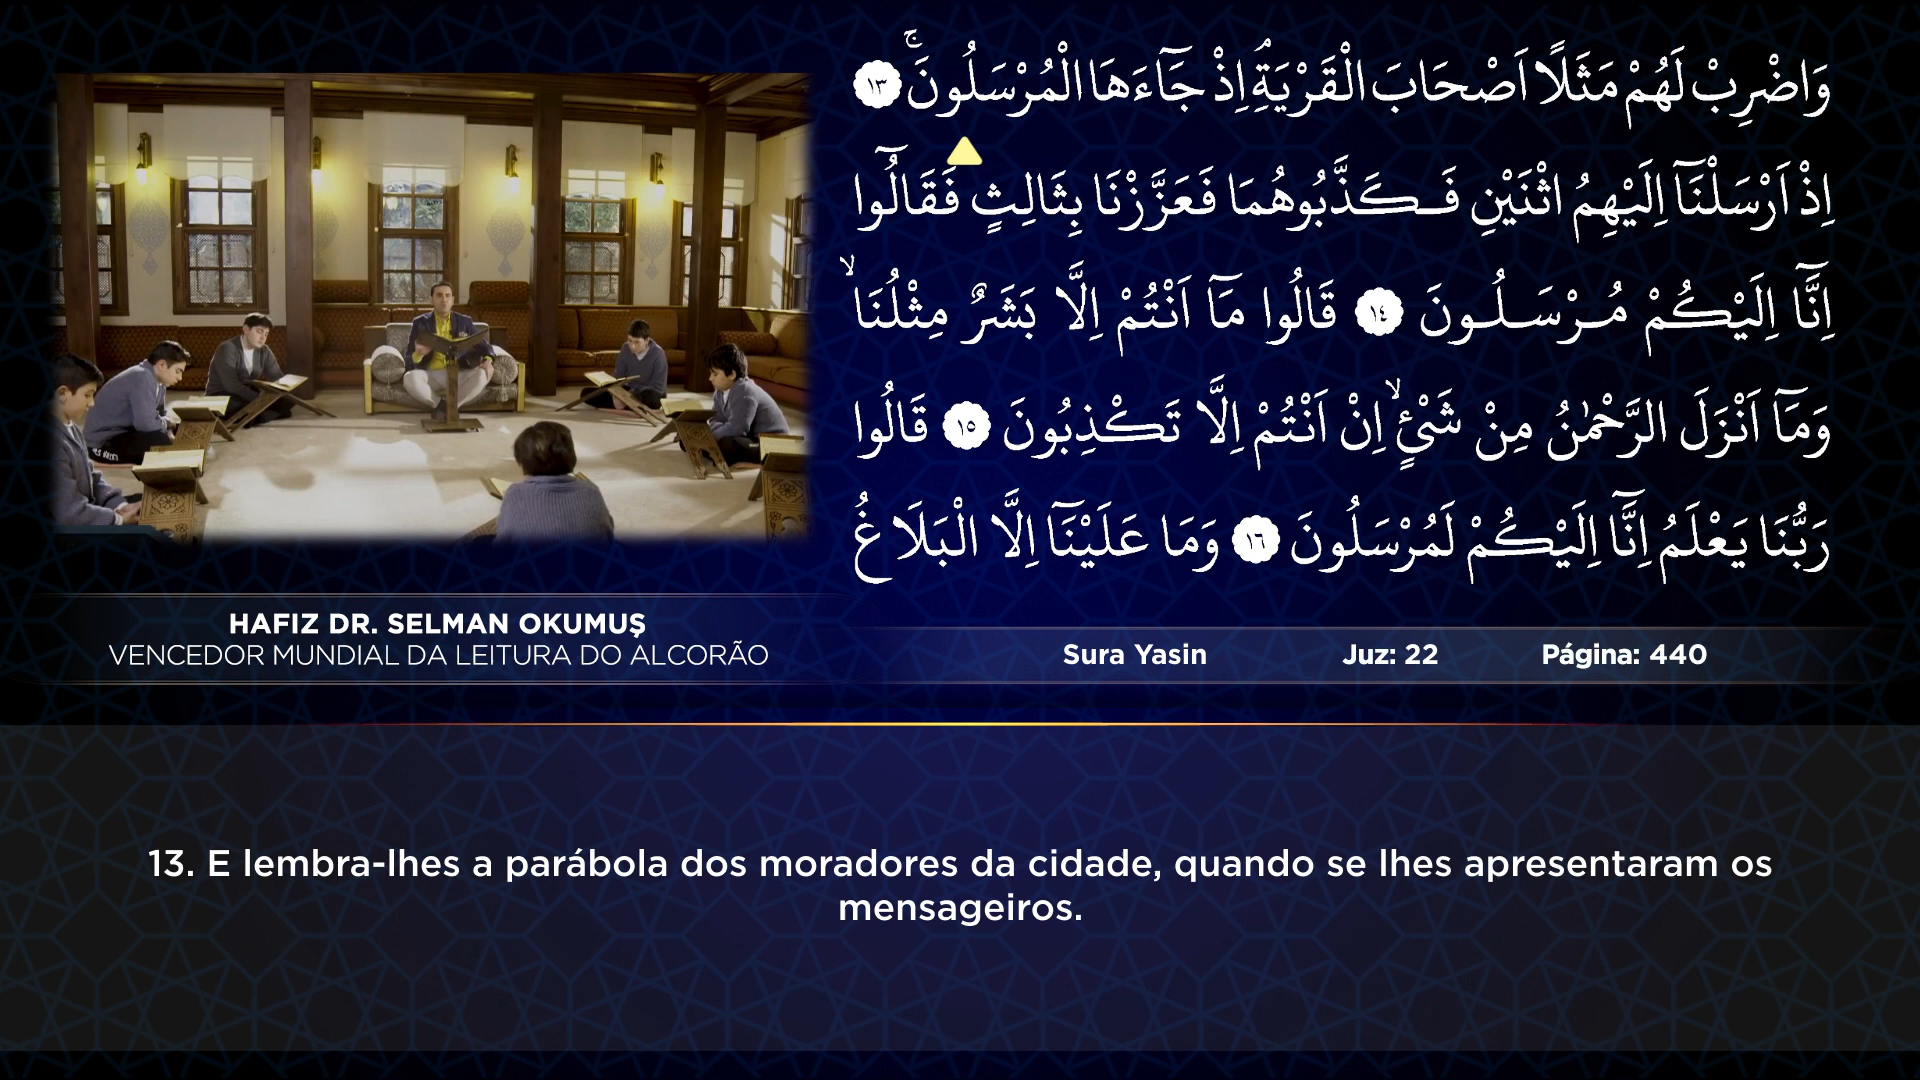 وَاضْرِبْ لَهُمْ مَثَلًا اَصْحَابَ الْقَرْيَةِۢ اِذْ جَٓاءَهَا الْمُرْسَلُونَۚ ١٣
اِذْ اَرْسَلْنَٓا اِلَيْهِمُ اثْنَيْنِ فَكَذَّبُوهُمَا فَعَزَّزْنَا بِثَالِثٍ فَقَالُٓوا
اِنَّٓا اِلَيْكُمْ مُرْسَلُونَ ١٤ قَالُوا مَٓا اَنْتُمْ اِلَّا بَشَرٌ مِثْلُنَاۙ
وَمَٓا اَنْزَلَ الرَّحْمٰنُ مِنْ شَيْءٍۙ اِنْ اَنْتُمْ اِلَّا تَكْذِبُونَ ١٥ قَالُوا
رَبُّنَا يَعْلَمُ اِنَّٓا اِلَيْكُمْ لَمُرْسَلُونَ ١٦ وَمَا عَلَيْنَٓا اِلَّا الْبَلَاغُ
HAFIZ DR. SELMAN OKUMUŞ
VENCEDOR MUNDIAL DA LEITURA DO ALCORÃO
Sura Yasin Juz: 22 Página: 440
13. E lembra-lhes a parábola dos moradores da cidade, quando se lhes apresentaram os
mensageiros.